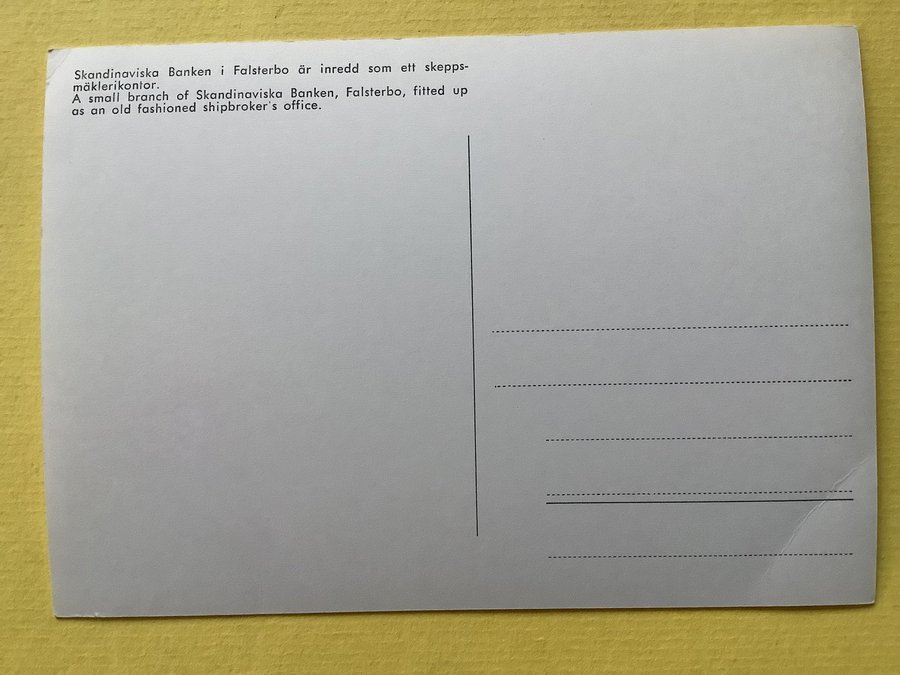 Skandinaviska Banken i Falsterbo är inredd som ett skepps-
mäklerikontor.
A small branch of Skandinaviska Banken, Falsterbo, fitted up
as an old fashioned shipbroker's office.